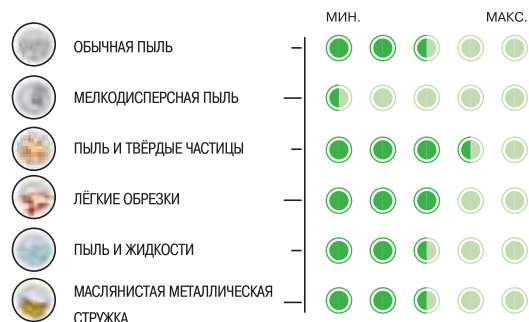 МИН. МАКС.
ОБЫЧНАЯ ПЫЛЬ
МЕЛКОДИСПЕРСНАЯ ПЫЛЬ
ПЫЛЬ И ТВЁРДЫЕ ЧАСТИЦЫ
ЛЁГКИЕ ОБРЕЗКИ
ПЫЛЬ И ЖИДКОСТИ
МАСЛЯНИСТАЯ МЕТАЛЛИЧЕСКАЯ
СТРУЖКА